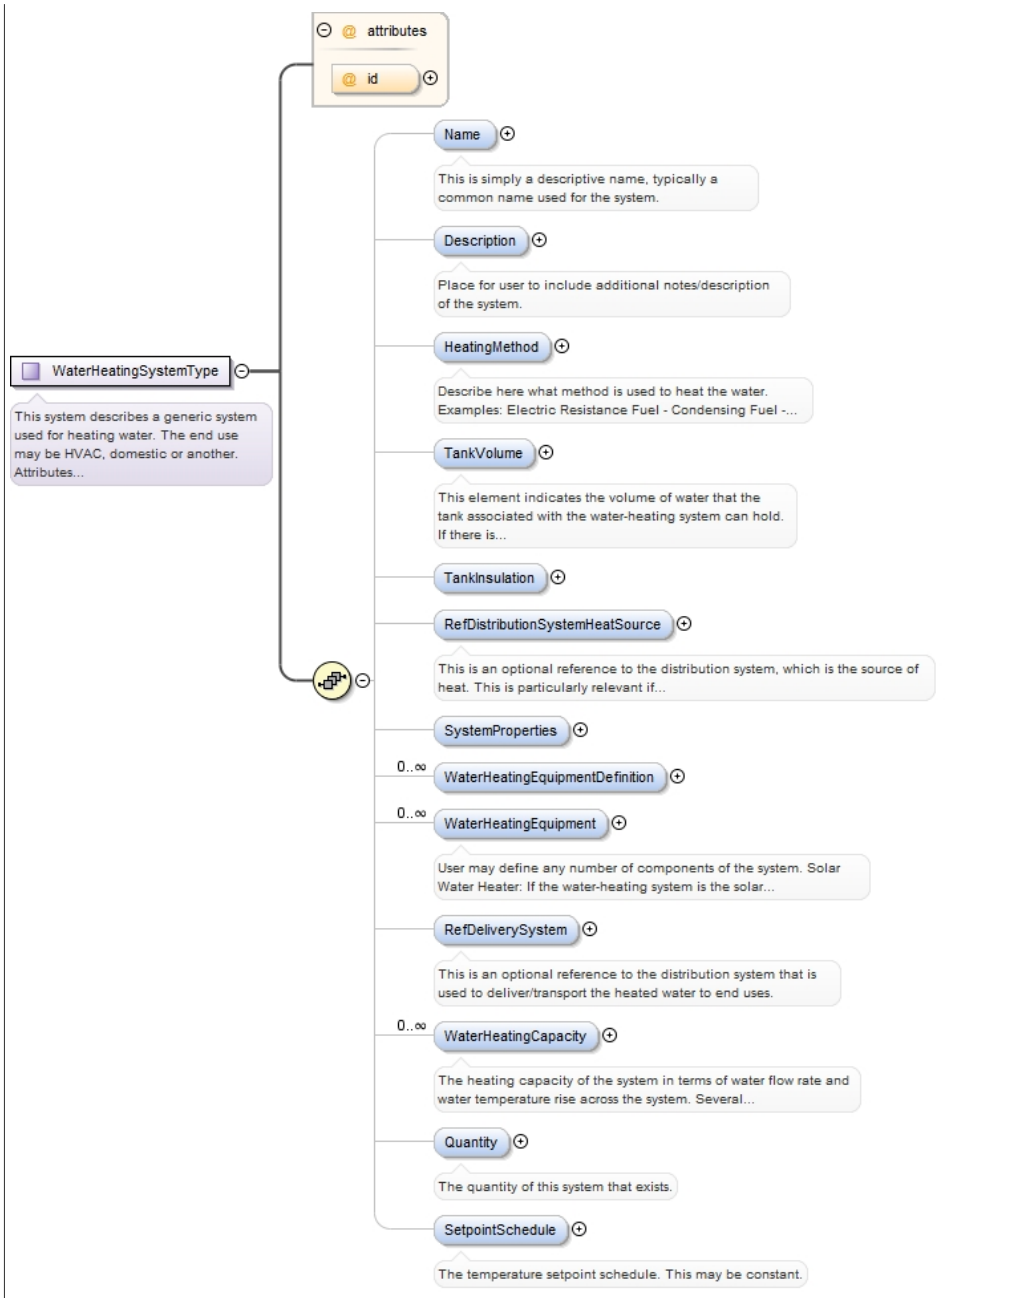 @ attributes
@ id
Name
This is simply a descriptive name, typically a
common name used for the system.
Description
Place for user to include additional notes/description
of the system.
HeatingMethod
WaterHeatingSystemType
Describe here what method is used to heat the water.
Examples: Electric Resistance Fuel - Condensing Fuel -...
This system describes a generic system
used for heating water. The end use
may be HVAC, domestic or another.
Attributes...
TankVolume
This element indicates the volume of water that the
tank associated with the water-heating system can hold.
If there is...
TankInsulation
RefDistributionSystemHeatSource
This is an optional reference to the distribution system, which is the source of
heat. This is particularly relevant if...
SystemProperties
0..∞
WaterHeatingEquipmentDefinition
0..∞
WaterHeatingEquipment
User may define any number of components of the system. Solar
Water Heater: If the water-heating system is the solar...
RefDeliverySystem
This is an optional reference to the distribution system that is
used to deliver/transport the heated water to end uses.
0..∞
WaterHeatingCapacity
The heating capacity of the system in terms of water flow rate and
water temperature rise across the system. Several...
Quantity
The quantity of this system that exists.
SetpointSchedule
The temperature setpoint schedule. This may be constant.